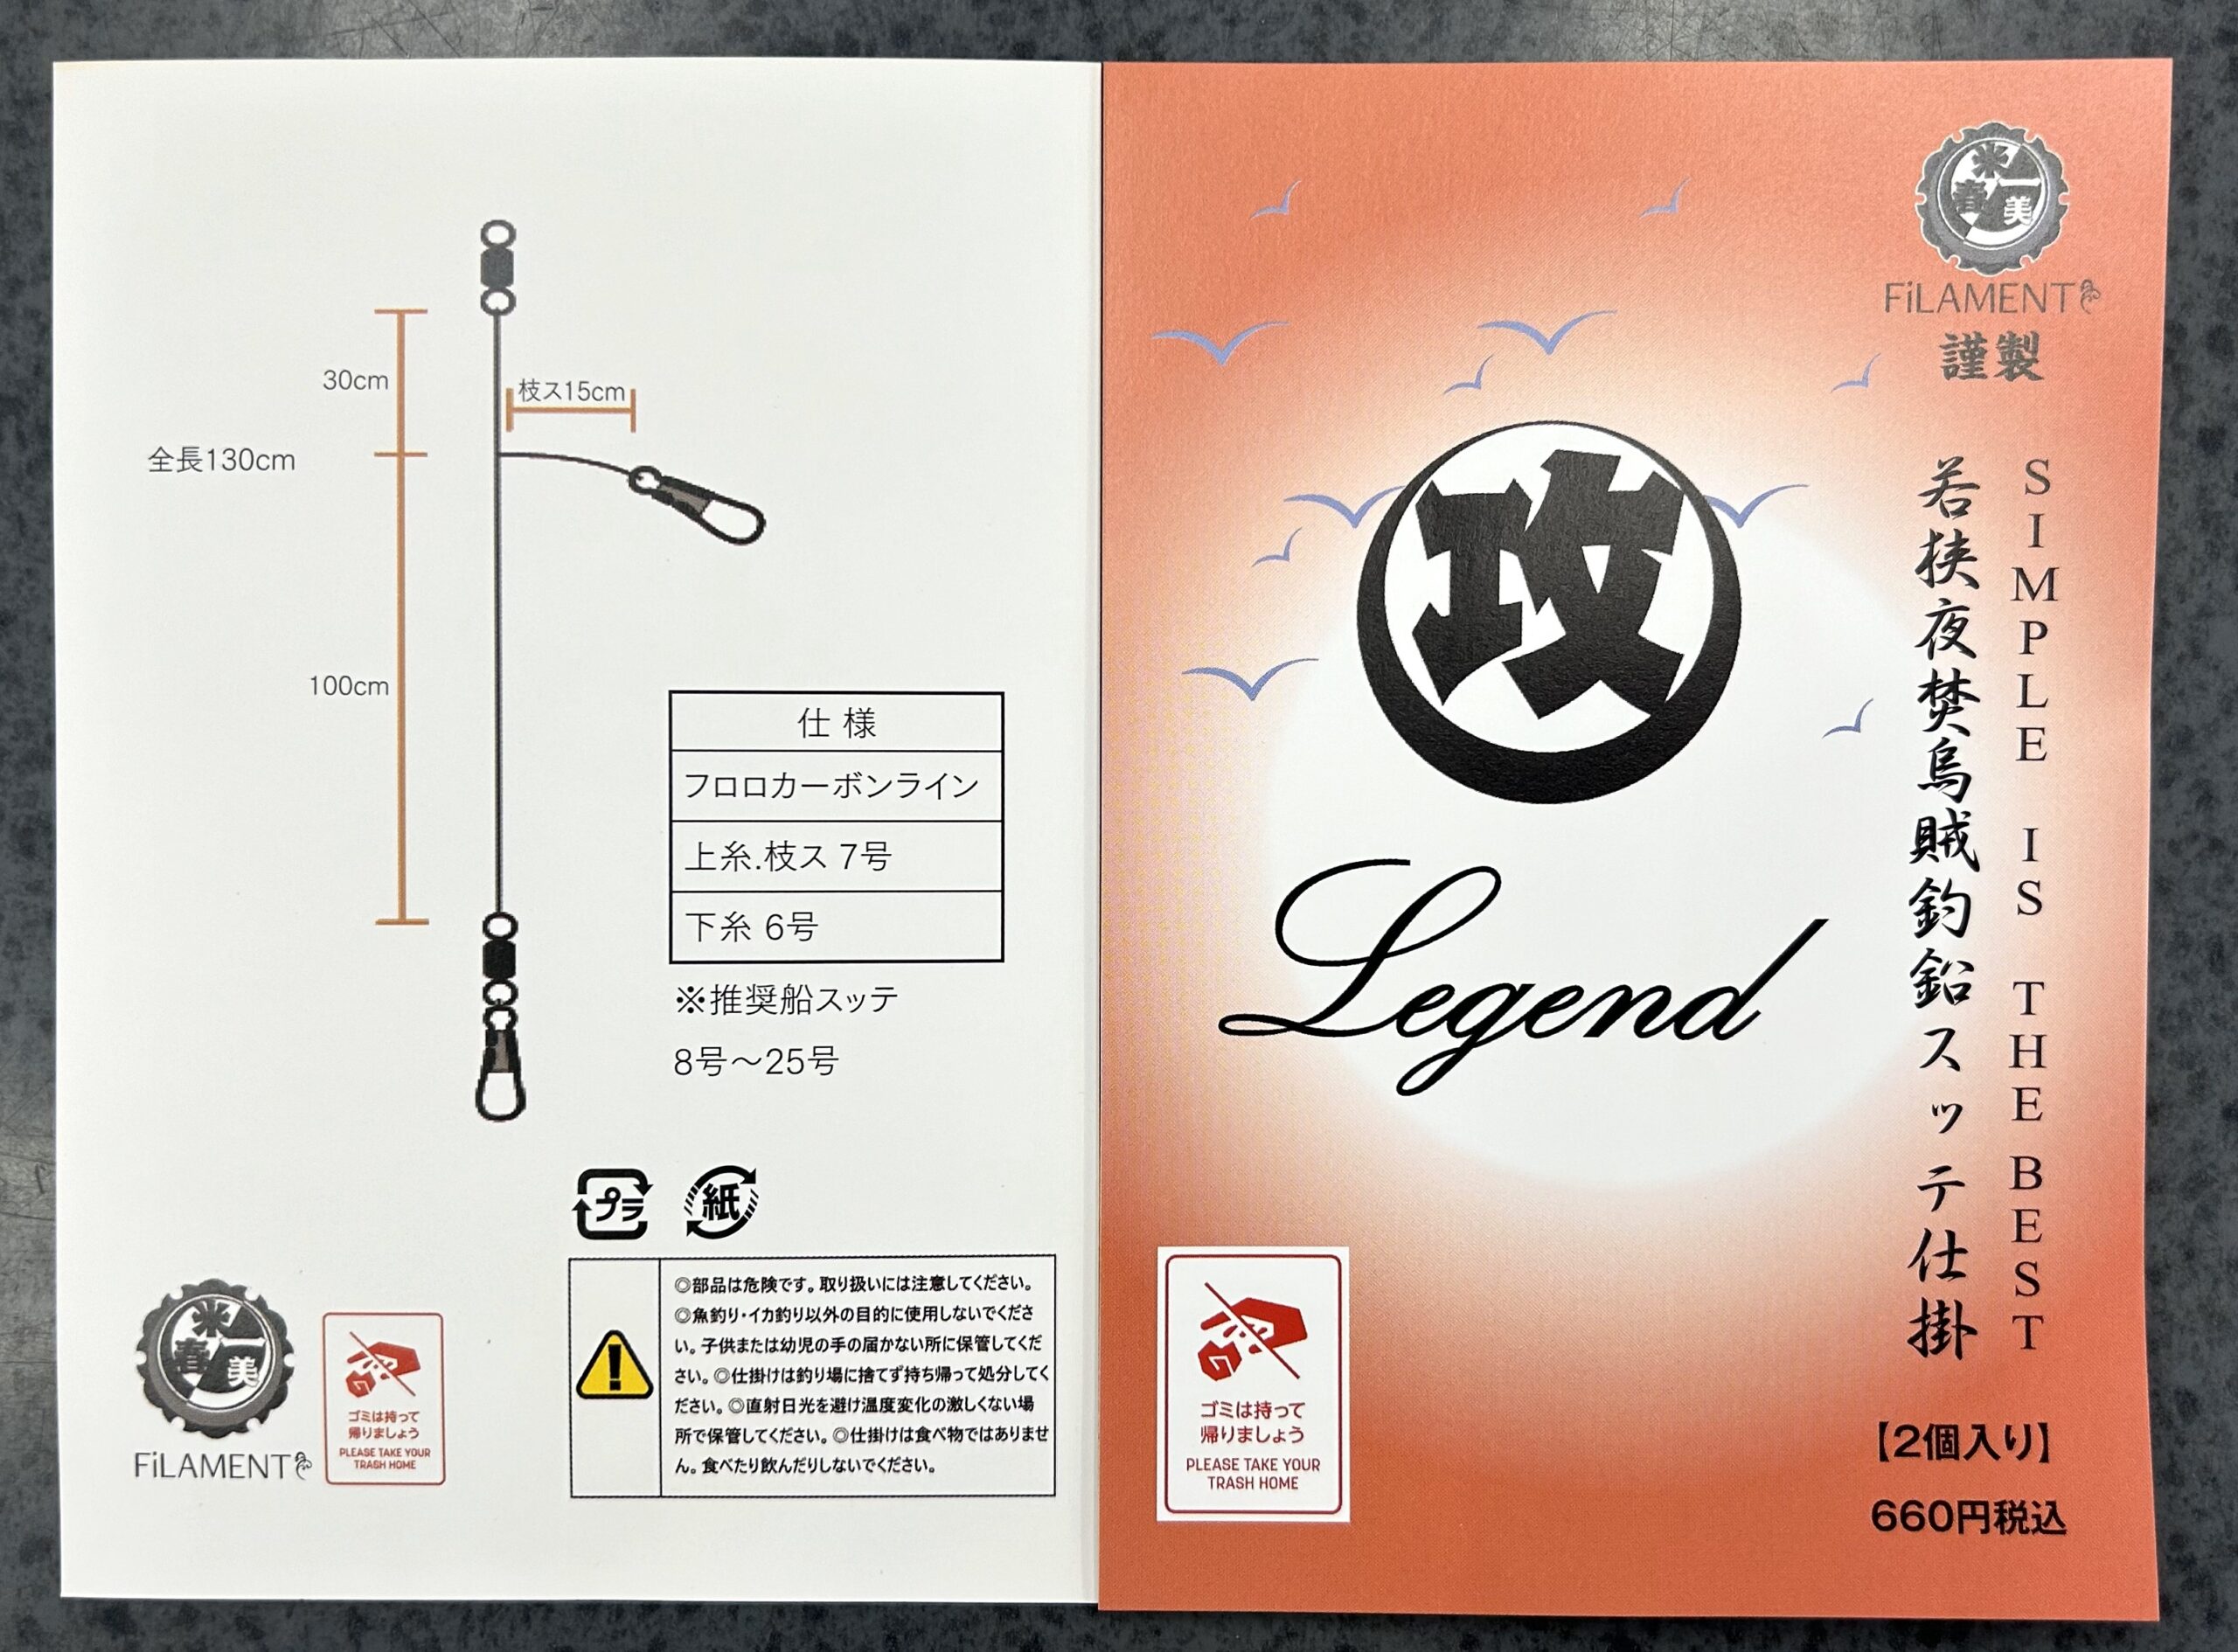 30cm
枝ス15cm
全長130cm
100cm
仕 様
フロロカーボンライン
上糸.枝ス 7号
下糸 6号
※推奨船スッテ
8号～25号
プラ
紙
米一春美
FiLAMENT
ゴミは持って
帰りましょう
PLEASE TAKE YOUR
TRASH HOME
◎部品は危険です。取り扱いには注意してください。
◎魚釣り・イカ釣り以外の目的に使用しないでくださ
い。子供または幼児の手の届かない所に保管してくだ
さい。◎仕掛けは釣り場に捨てず持ち帰って処分してく
ださい。◎直射日光を避け温度変化の激しくない場
所で保管してください。◎仕掛けは食べ物ではありませ
ん。食べたり飲んだりしないでください。
米一春美
FiLAMENT
謹製
SIMPLE IS THE BEST
若狭夜焚烏賊釣鉛スッテ仕掛
攻
Legend
ゴミは持って
帰りましょう
PLEASE TAKE YOUR
TRASH HOME
【2個入り】
660円税込